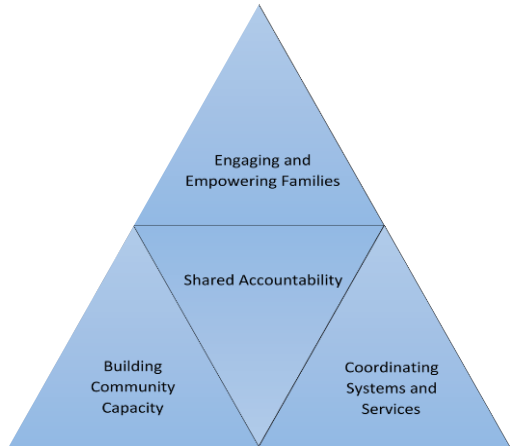 Engaging and
Empowering Families
Shared Accountability
Building
Community
Capacity
Coordinating
Systems and
Services